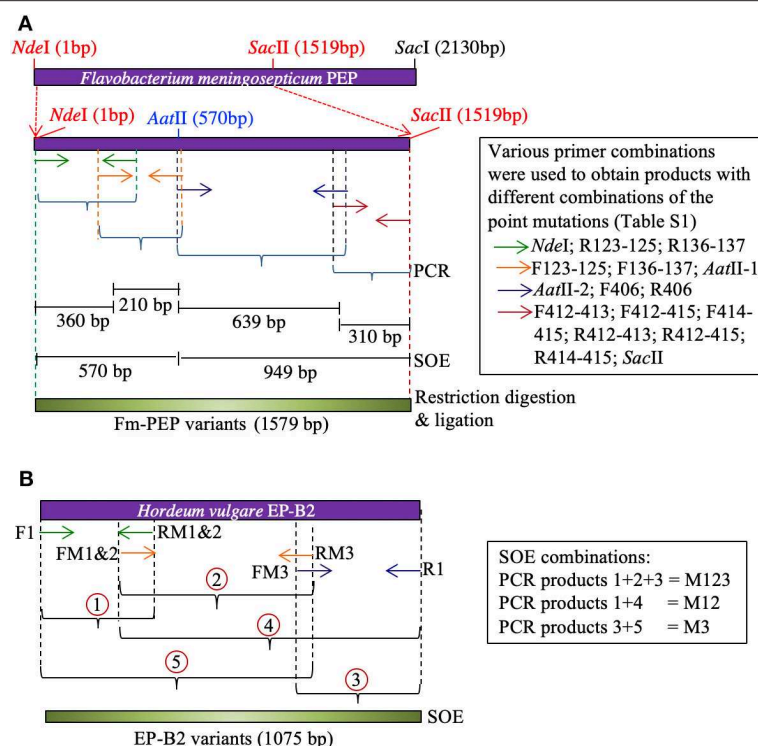 A
NdeI (1bp)
SacII (1519bp)
SacI (2130bp)
Flavobacterium meningosepticum PEP
NdeI (1bp)
AatII (570bp)
SacII (1519bp)
Various primer combinations
were used to obtain products with
different combinations of the
point mutations (Table S1)
NdeI; R123-125; R136-137
F123-125; F136-137; AatII-1
AatII-2; F406; R406
F412-413; F412-415; F414-
415; R412-413; R412-415;
R414-415; SacII
PCR
210 bp
360 bp
639 bp
310 bp
SOE
570 bp
949 bp
Restriction digestion
& ligation
Fm-PEP variants (1579 bp)
B
Hordeum vulgare EP-B2
F1
RM1&2
FM1&2
RM3
FM3
R1
2
1
4
5
3
SOE combinations:
PCR products 1+2+3 = M123
PCR products 1+4 = M12
PCR products 3+5 = M3
SOE
EP-B2 variants (1075 bp)